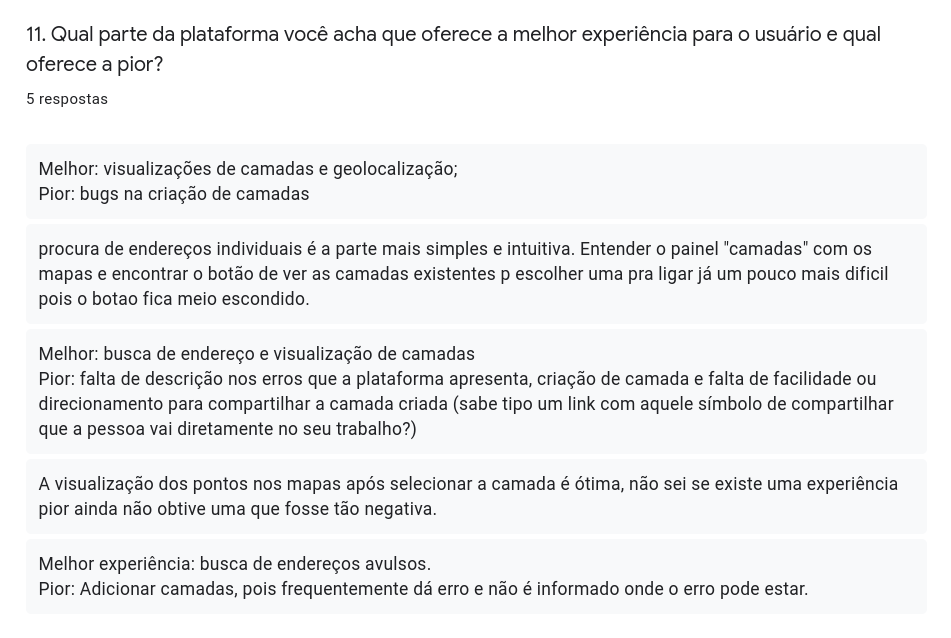 11. Qual parte da plataforma você acha que oferece a melhor experiência para o usuário e qual
oferece a pior?
5 respostas
Melhor: visualizações de camadas e geolocalização;
Pior: bugs na criação de camadas
procura de endereços individuais é a parte mais simples e intuitiva. Entender o painel "camadas" com os
mapas e encontrar o botão de ver as camadas existentes p escolher uma pra ligar já um pouco mais dificil
pois o botao fica meio escondido.
Melhor: busca de endereço e visualização de camadas
Pior: falta de descrição nos erros que a plataforma apresenta, criação de camada e falta de facilidade ou
direcionamento para compartilhar a camada criada (sabe tipo um link com aquele símbolo de compartilhar
que a pessoa vai diretamente no seu trabalho?)
A visualização dos pontos nos mapas após selecionar a camada é ótima, não sei se existe uma experiência
pior ainda não obtive uma que fosse tão negativa.
Melhor experiência: busca de endereços avulsos.
Pior: Adicionar camadas, pois frequentemente dá erro e não é informado onde o erro pode estar.